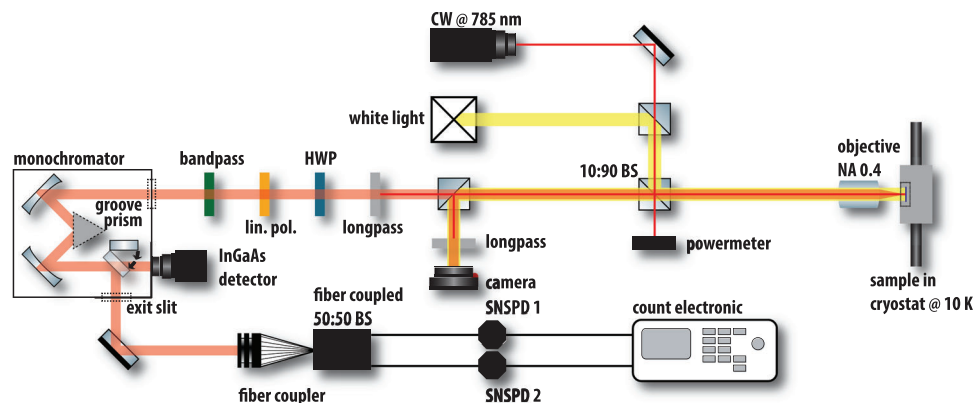 CW @ 785 nm
white light
monochromator
bandpass
HWP
10:90 BS
objective
NA 0.4
groove
prism
lin. pol.
longpass
longpass
powermeter
InGaAs
detector
camera
sample in
cryostat @ 10 K
exit slit
fiber coupled
50:50 BS
SNSPD 1
count electronic
fiber coupler
SNSPD 2